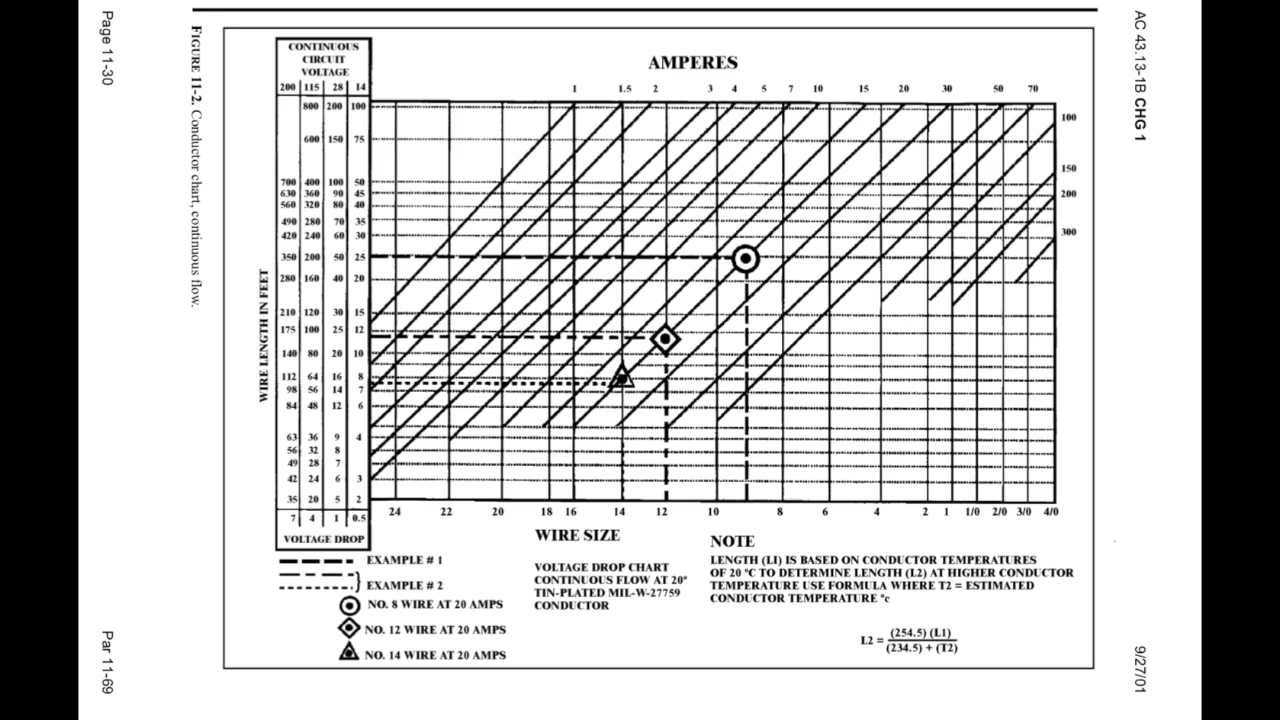 AC 43.13-1B CHG 1
9/27/01
CONTINUOUS
CIRCUIT
VOLTAGE
200 115 28 14
AMPERES
1 1.5 2 3 4 5 7 10 15 20 30 50 70
100
150
200
300
800 200 100
600 150 75
700 400 100 50
630 360 90 45
560 320 80 40
490 280 70 35
420 240 60 30
350 200 50 25
280 160 40 20
210 120 30 15
175 100 25 12
140 80 20 10
112 64 16 8
98 56 14 7
84 48 12 6
63 36 9 4
56 32 8
49 28 7
42 24 6 3
35 20 5 2
7 4 1 0.5
VOLTAGE DROP
WIRE LENGTH IN FEET
24 22 20 18 16 14 12 10 8 6 4 2 1 1/0 2/0 3/0 4/0
WIRE SIZE
EXAMPLE # 1
EXAMPLE # 2
NO. 8 WIRE AT 20 AMPS
NO. 12 WIRE AT 20 AMPS
NO. 14 WIRE AT 20 AMPS
VOLTAGE DROP CHART
CONTINUOUS FLOW AT 20°
TIN-PLATED MIL-W-27759
CONDUCTOR
NOTE
LENGTH (LI) IS BASED ON CONDUCTOR TEMPERATURES
OF 20 °C TO DETERMINE LENGTH (L2) AT HIGHER CONDUCTOR
TEMPERATURE USE FORMULA WHERE T2 = ESTIMATED
CONDUCTOR TEMPERATURE °c
L2 = (254.5) (L1)
(234.5) + (T2)
FIGURE 11-2. Conductor chart, continuous flow.
Page 11-30
Par 11-69